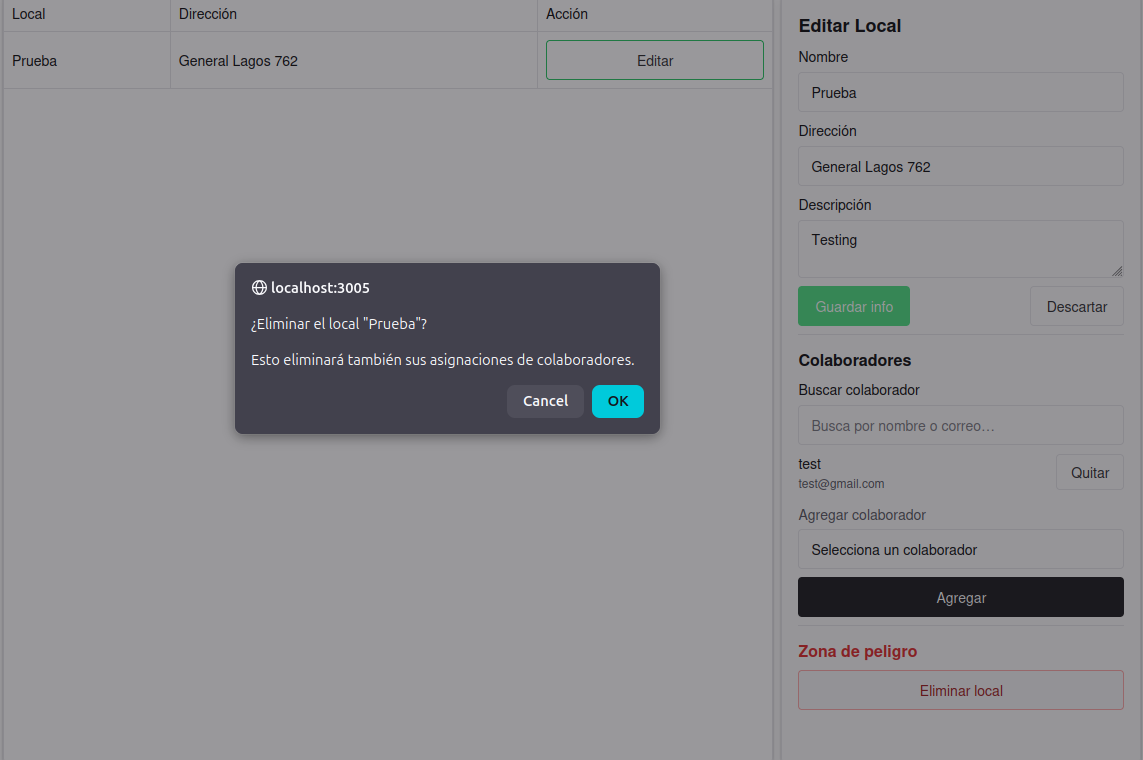 Local Dirección Acción
Prueba General Lagos 762 Editar
localhost:3005
¿Eliminar el local "Prueba"?
Esto eliminará también sus asignaciones de colaboradores.
Cancel OK
Editar Local
Nombre
Prueba
Dirección
General Lagos 762
Descripción
Testing
Guardar info Descartar
Colaboradores
Buscar colaborador
Busca por nombre o correo…
test
test@gmail.com
Quitar
Agregar colaborador
Selecciona un colaborador
Agregar
Zona de peligro
Eliminar local